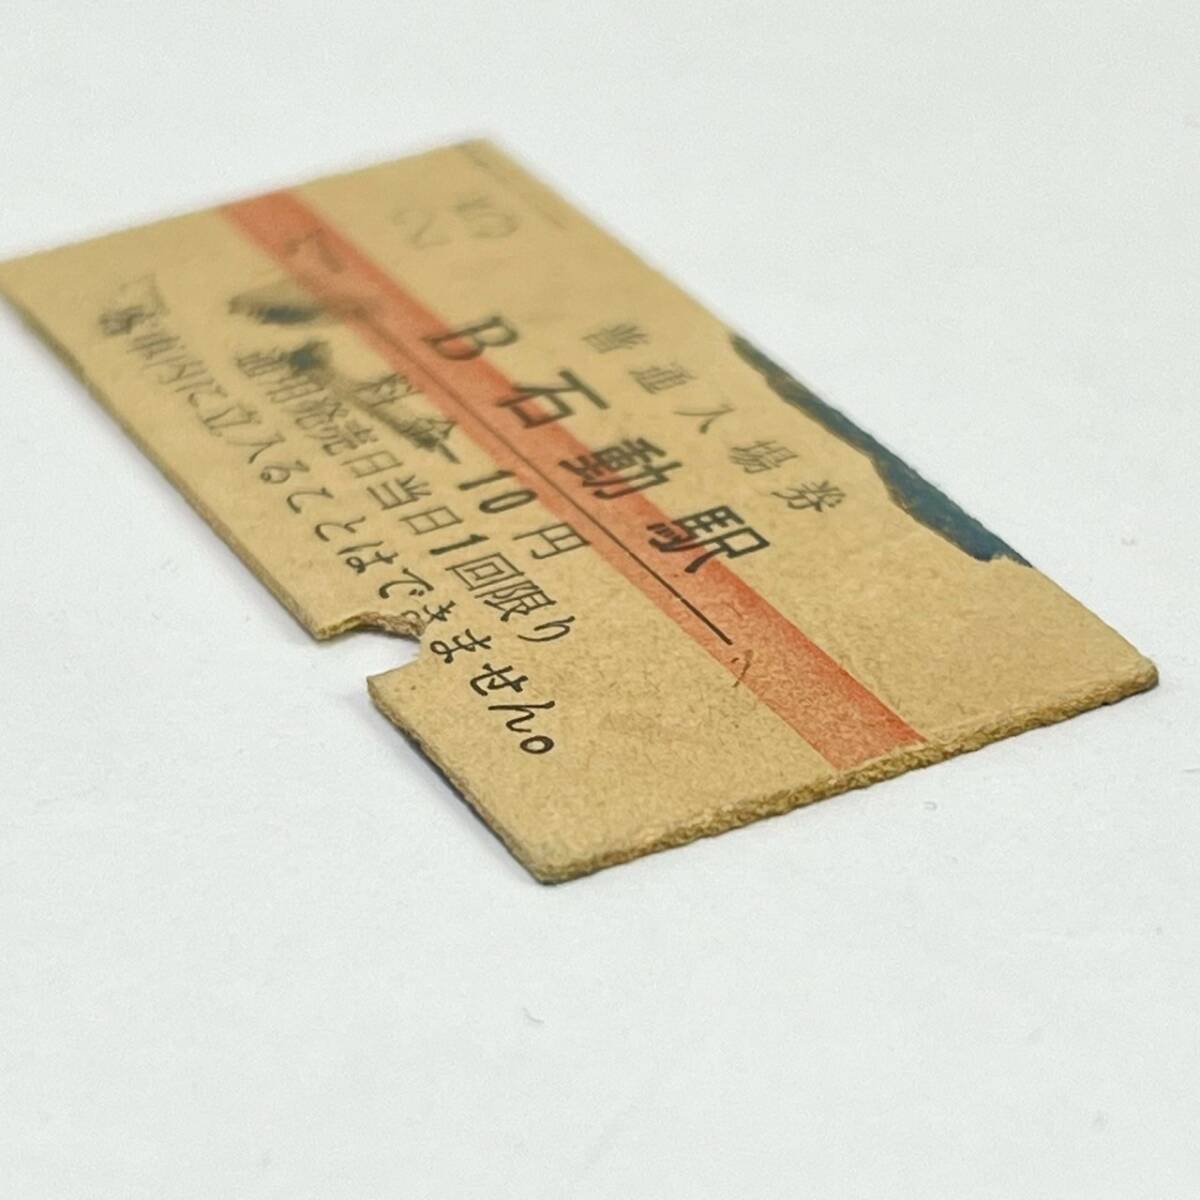 普通入場券
B石動駅
料金10円
通用発売日当日1回限り
客車内に立入ることはできません。